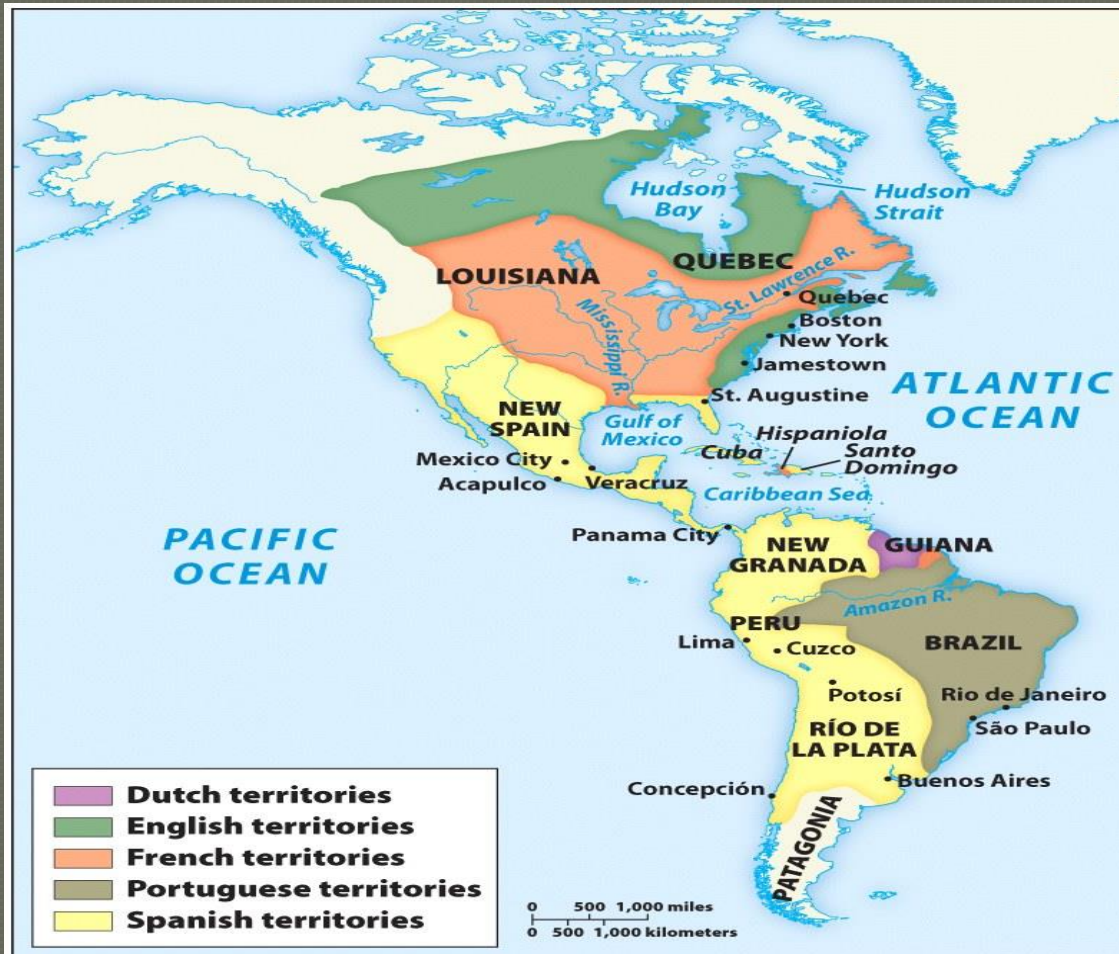 Hudson
Bay
Hudson
Strait
QUEBEC
LOUISIANA
St. Lawrence R.
Quebec
Mississippi R.
Boston
New York
Jamestown
ATLANTIC
OCEAN
St. Augustine
NEW
SPAIN
Gulf of
Mexico
Hispaniola
Cuba
Santo
Domingo
Mexico City
Acapulco
Veracruz
Caribbean Sea
PACIFIC
OCEAN
Panama City
NEW
GRANADA
GUIANA
Amazon R.
PERU
Lima
Cuzco
BRAZIL
Potosí
Rio de Janeiro
São Paulo
RÍO DE
LA PLATA
Buenos Aires
Concepción
PATAGONIA
Dutch territories
English territories
French territories
Portuguese territories
Spanish territories
0 500 1,000 miles
0 500 1,000 kilometers